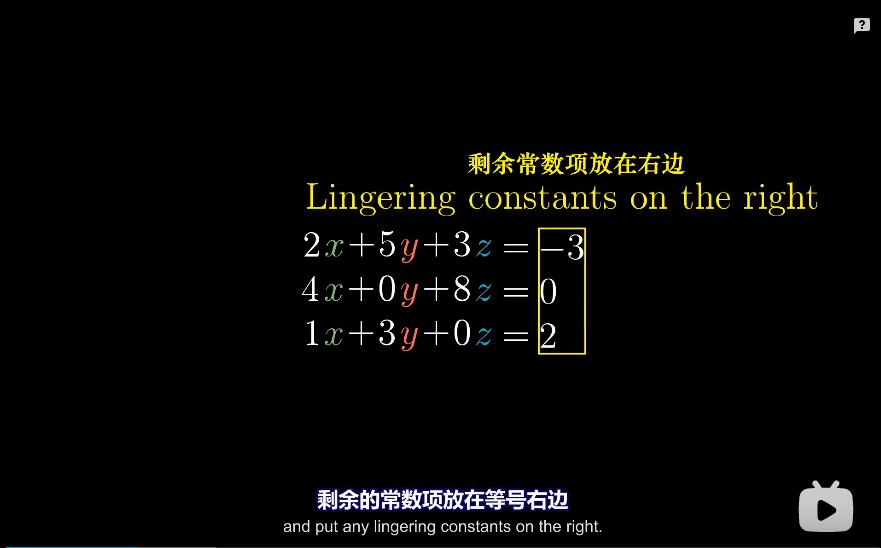 剩余常数项放在右边
Lingering constants on the right
2x+5y+3z = −3
4x+0y+8z = 0
1x+3y+0z = 2
剩余的常数项放在等号右边
and put any lingering constants on the right.